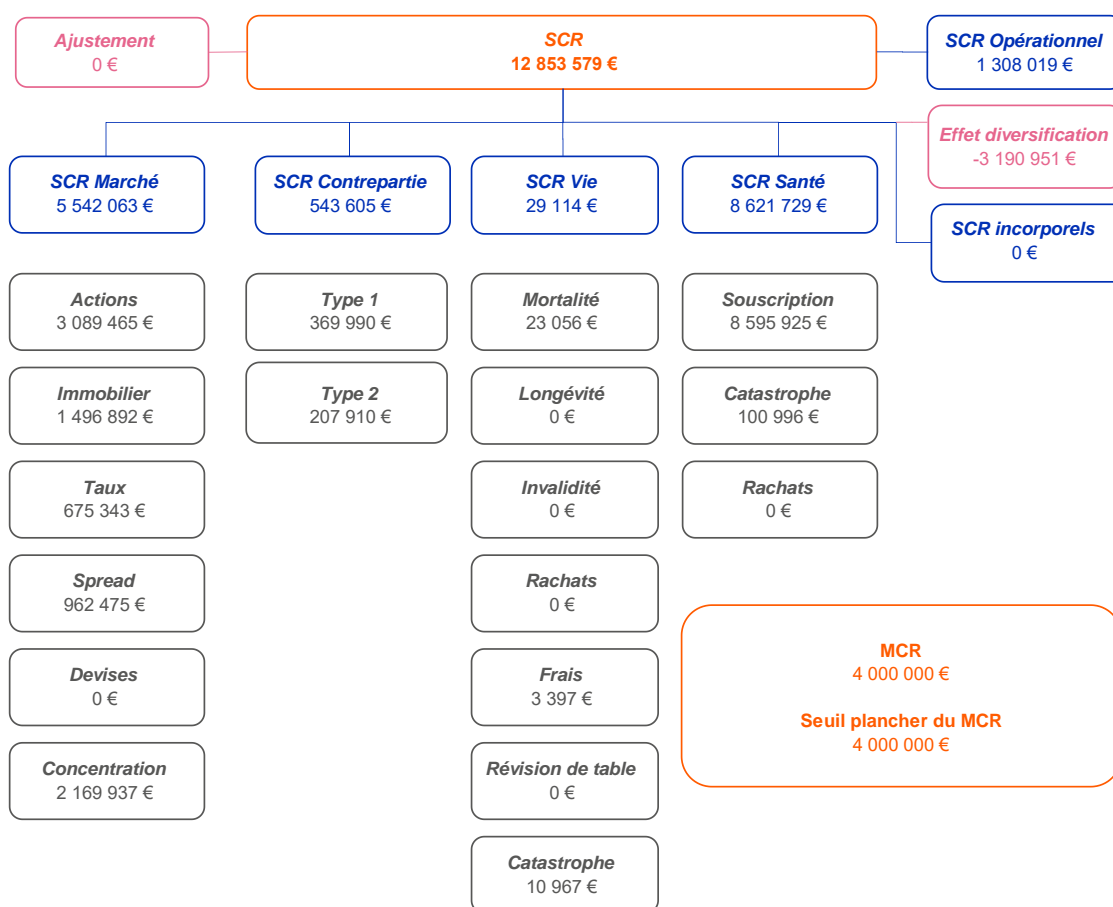 Ajustement
0 €
SCR
12 853 579 €
SCR Opérationnel
1 308 019 €
Effet diversification
-3 190 951 €
SCR Marché
5 542 063 €
SCR Contrepartie
543 605 €
SCR Vie
29 114 €
SCR Santé
8 621 729 €
SCR incorporels
0 €
Actions
3 089 465 €
Type 1
369 990 €
Mortalité
23 056 €
Souscription
8 595 925 €
Immobilier
1 496 892 €
Type 2
207 910 €
Longévité
0 €
Catastrophe
100 996 €
Taux
675 343 €
Invalidité
0 €
Rachats
0 €
Spread
962 475 €
Rachats
0 €
Devises
0 €
Frais
3 397 €
MCR
4 000 000 €
Seuil plancher du MCR
4 000 000 €
Concentration
2 169 937 €
Révision de table
0 €
Catastrophe
10 967 €